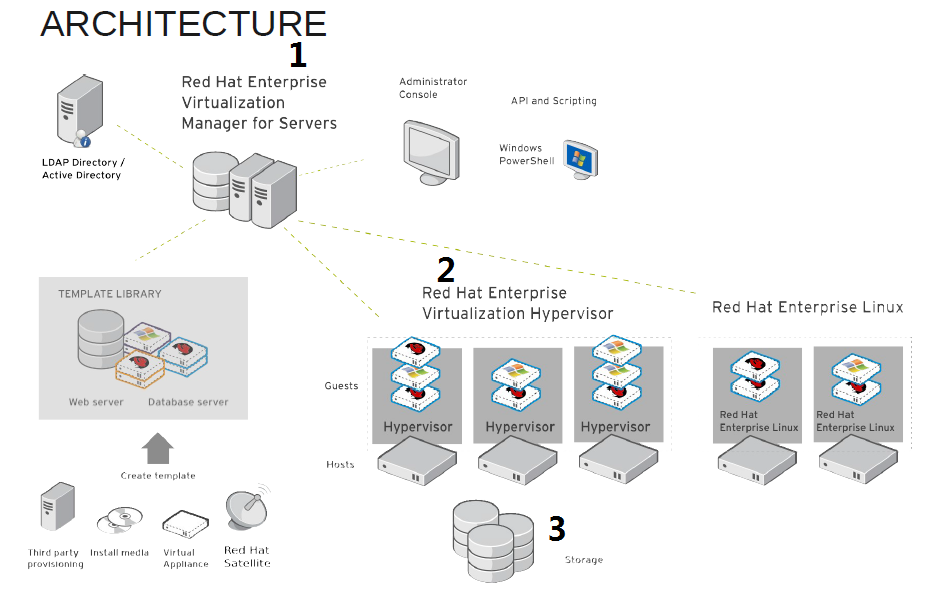 ARCHITECTURE
1
Red Hat Enterprise
Virtualization
Manager for Servers
Administrator
Console
API and Scripting
Windows
PowerShell
LDAP Directory /
Active Directory
2
Red Hat Enterprise
Virtualization Hypervisor
Red Hat Enterprise Linux
TEMPLATE LIBRARY
Web server
Database server
Guests
Hypervisor
Hypervisor
Hypervisor
Red Hat
Enterprise Linux
Red Hat
Enterprise Linux
Hosts
Create template
Third party
provisioning
Install media
Virtual
Appliance
Red Hat
Satellite
3
Storage